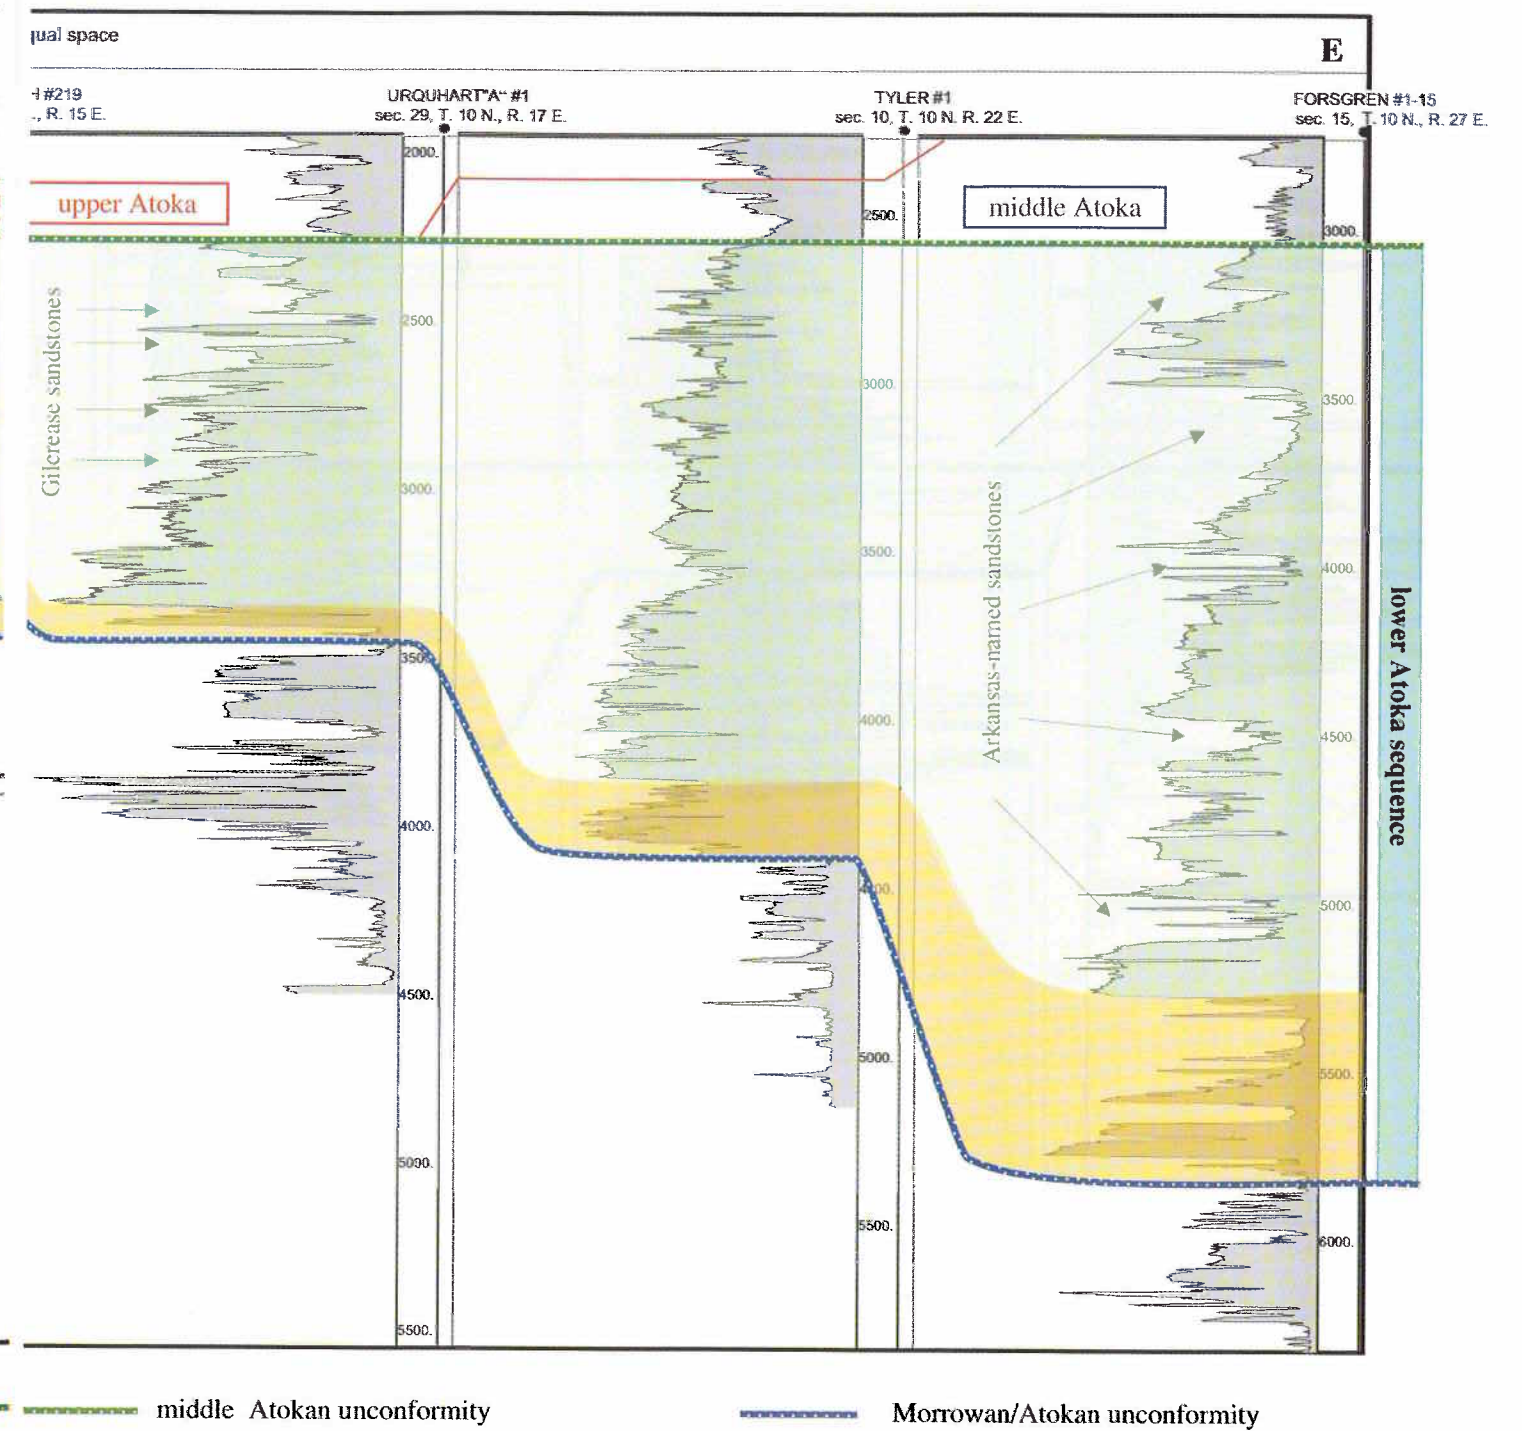 qual space
E
#219
., R. 15 E.
URQUHART"A" #1
sec. 29, T. 10 N., R. 17 E.
TYLER #1
sec. 10, T. 10 N. R. 22 E.
FORSGREN #1-15
sec. 15, T. 10 N., R. 27 E.
upper Atoka
middle Atoka
Gilcrease sandstones
Arkansas-named sandstones
lower Atoka sequence
2000.
2500.
3000.
3500.
4000.
4500.
5000.
5500.
2500.
3000.
3500.
4000.
5000.
5500.
3000.
3500.
4000.
4500.
5000.
5500.
6000.
middle Atokan unconformity
Morrowan/Atokan unconformity